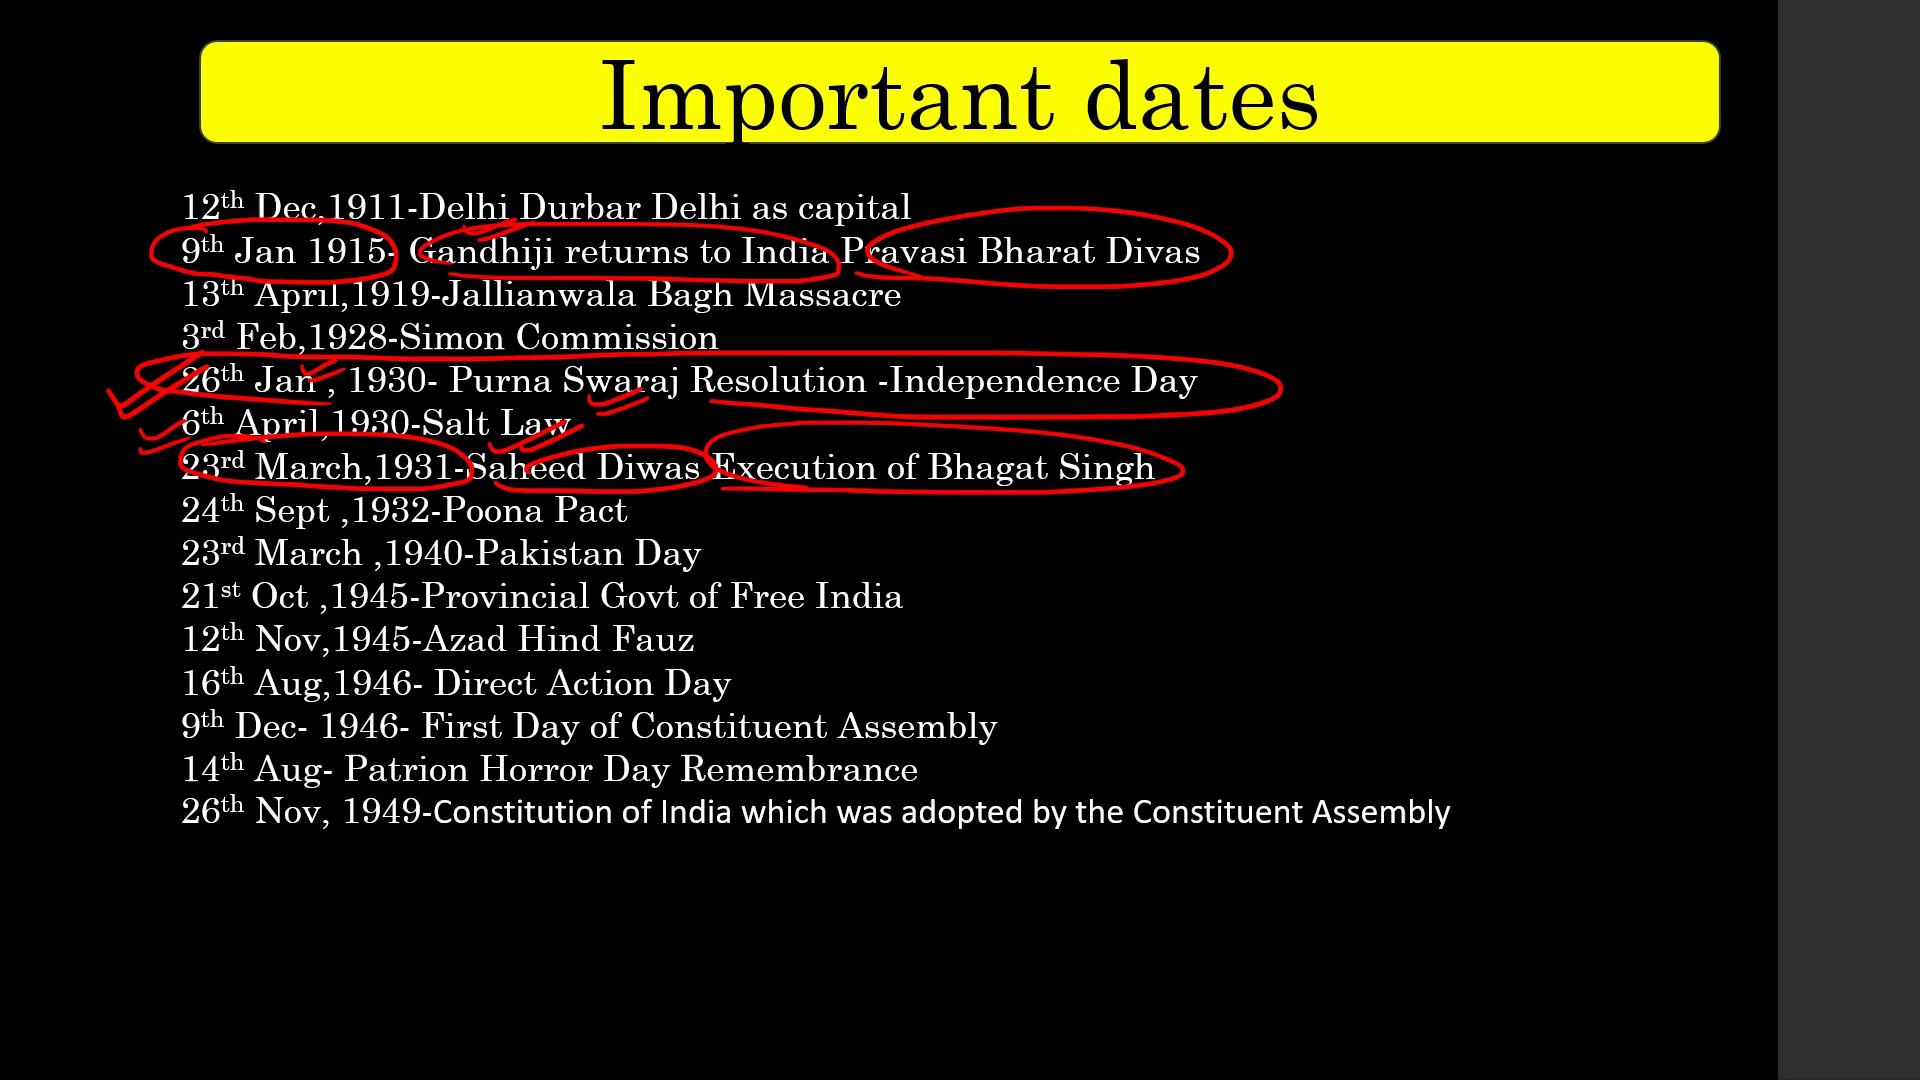 Important dates
12th Dec,1911-Delhi Durbar Delhi as capital
9th Jan 1915- Gandhiji returns to India Pravasi Bharat Divas
13th April,1919-Jallianwala Bagh Massacre
3rd Feb,1928-Simon Commission
26th Jan , 1930- Purna Swaraj Resolution -Independence Day
6th April,1930-Salt Law
23rd March,1931-Saheed Diwas Execution of Bhagat Singh
24th Sept ,1932-Poona Pact
23rd March ,1940-Pakistan Day
21st Oct ,1945-Provincial Govt of Free India
12th Nov,1945-Azad Hind Fauz
16th Aug,1946- Direct Action Day
9th Dec- 1946- First Day of Constituent Assembly
14th Aug- Patrion Horror Day Remembrance
26th Nov, 1949-Constitution of India which was adopted by the Constituent Assembly